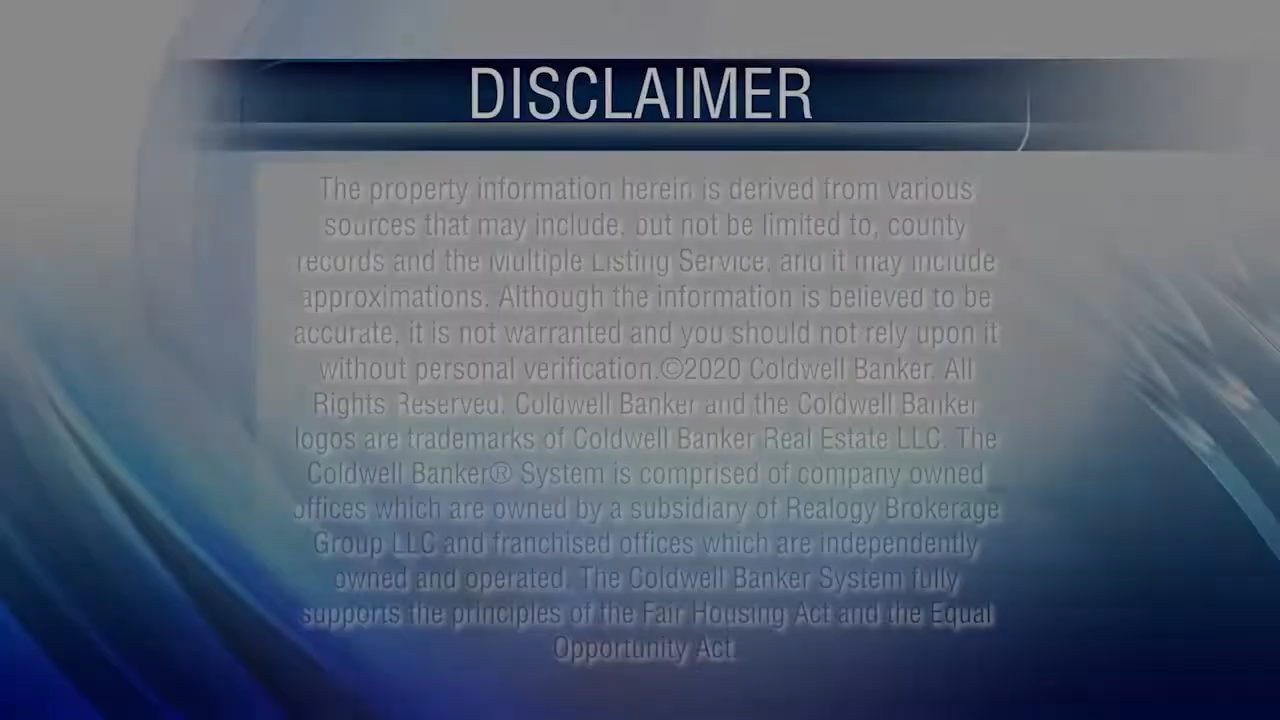 DISCLAIMER
The property information herein is derived from various
sources that may include, but not be limited to, county
records and the Multiple Listing Service, and it may include
approximations. Although the information is believed to be
accurate, it is not warranted and you should not rely upon it
without personal verification.©2020 Coldwell Banker. All
Rights Reserved. Coldwell Banker and the Coldwell Banker
logos are trademarks of Coldwell Banker Real Estate LLC. The
Coldwell Banker® System is comprised of company owned
offices which are owned by a subsidiary of Realogy Brokerage
Group LLC and franchised offices which are independently
owned and operated. The Coldwell Banker System fully
supports the principles of the Fair Housing Act and the Equal
Opportunity Act.